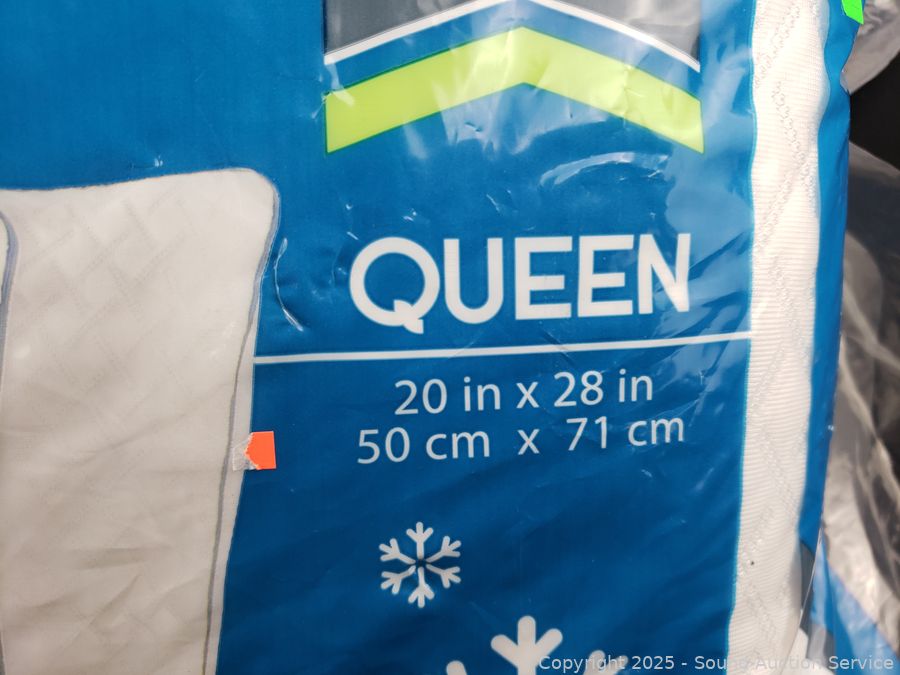 QUEEN
20 in x 28 in
50 cm x 71 cm
Copyright 2025 - Sound Auction Service